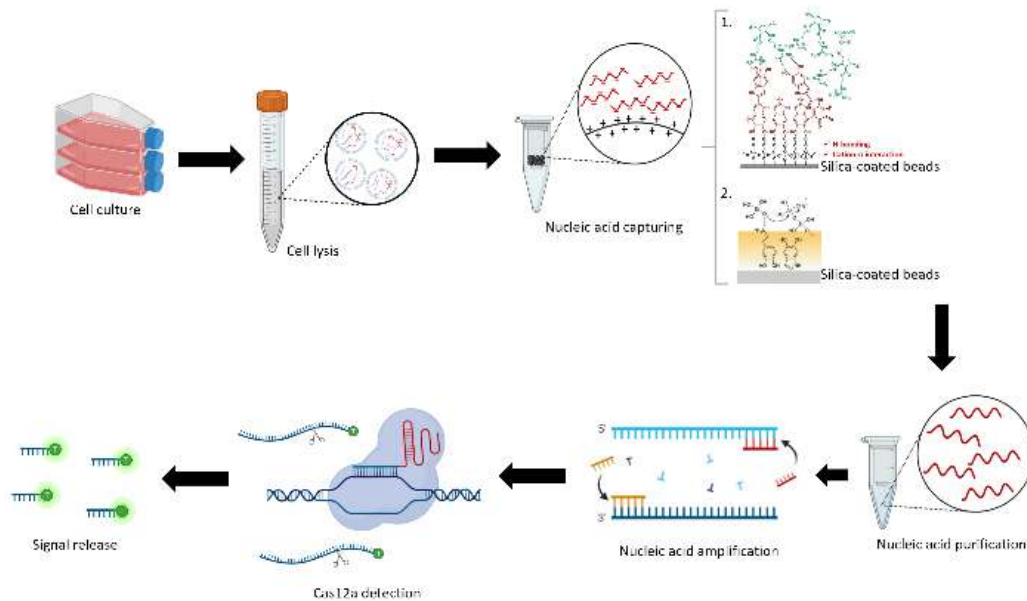 Cell culture
Cell lysis
Nucleic acid capturing
1.
H-bonding
Cation-π interaction
Silica-coated beads
2.
Silica-coated beads
Nucleic acid purification
5'
3'
Nucleic acid amplification
Cas12a detection
Signal release